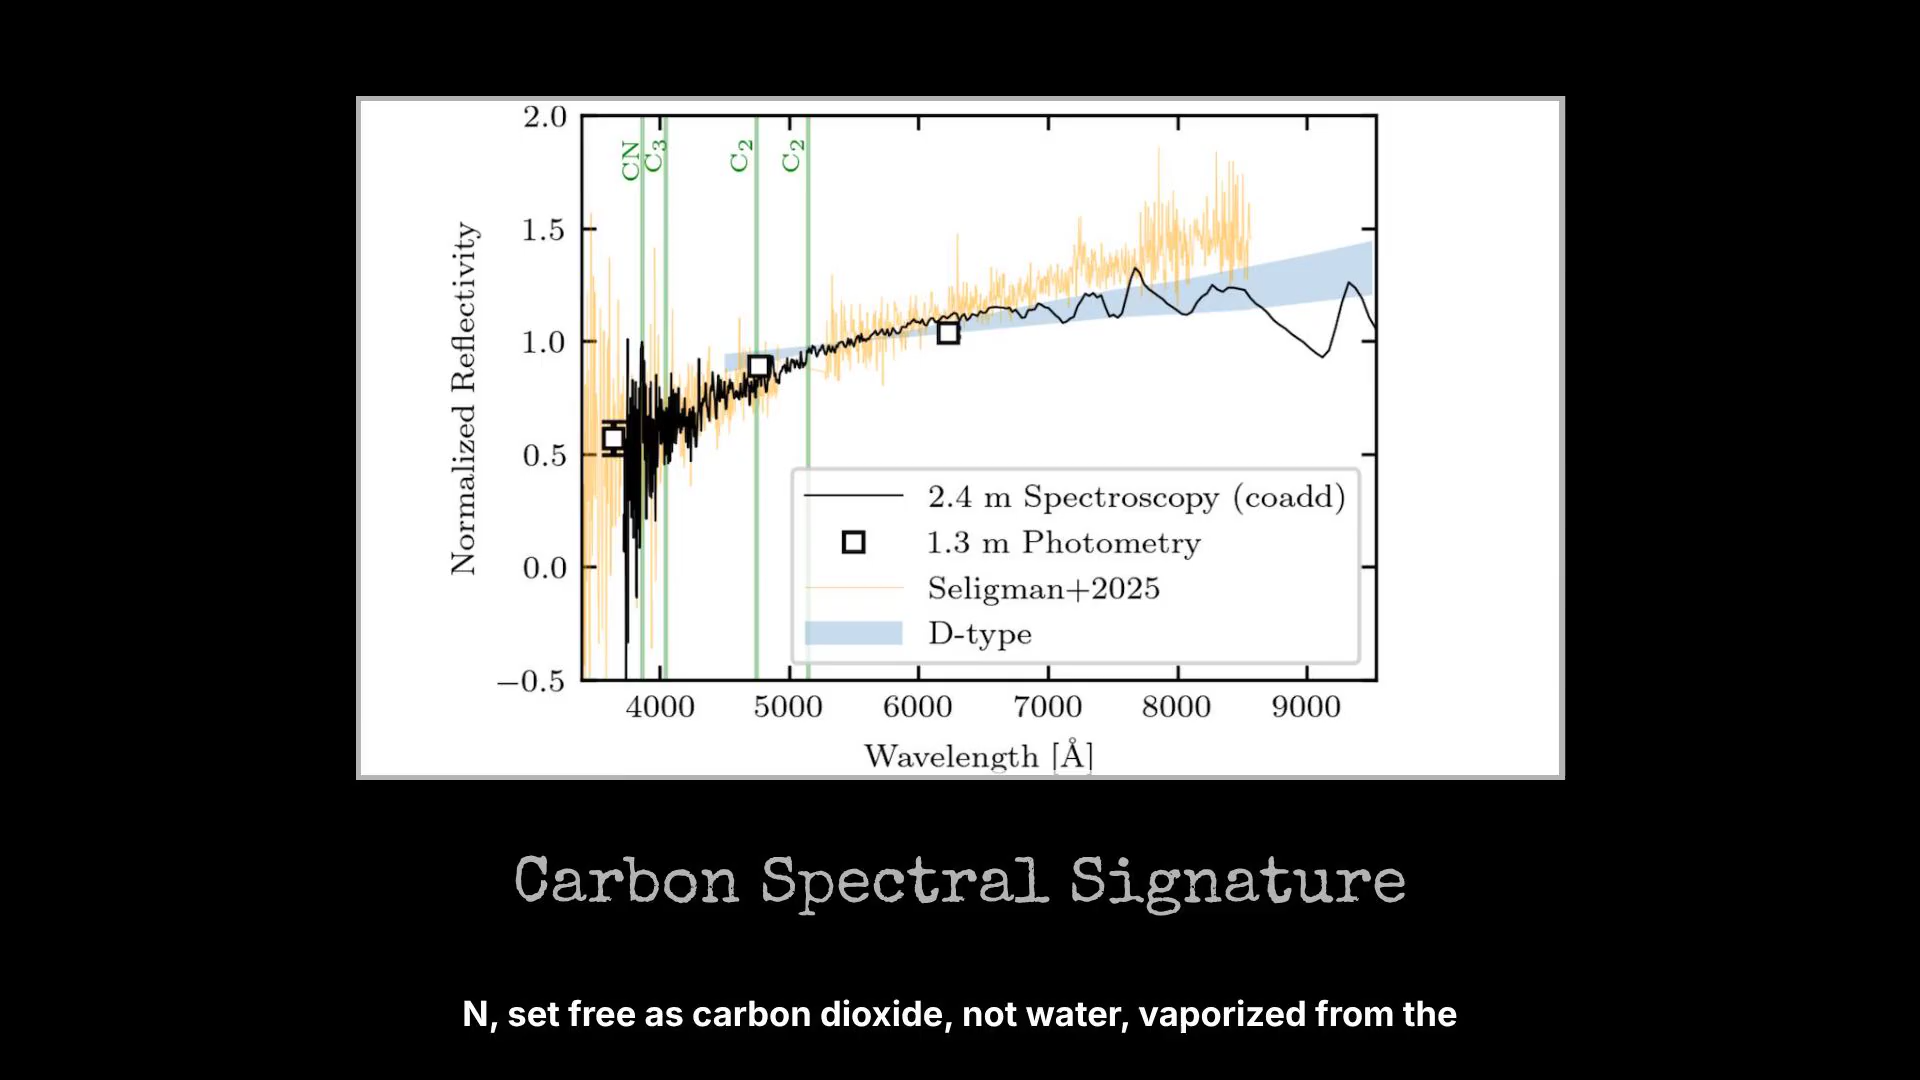 2.0
CN
C3
C2
C2
1.5
1.0
0.5
0.0
−0.5
Normalized Reflectivity
2.4 m Spectroscopy (coadd)
1.3 m Photometry
Seligman+2025
D-type
4000 5000 6000 7000 8000 9000
Wavelength [Å]
Carbon Spectral Signature
N, set free as carbon dioxide, not water, vaporized from the